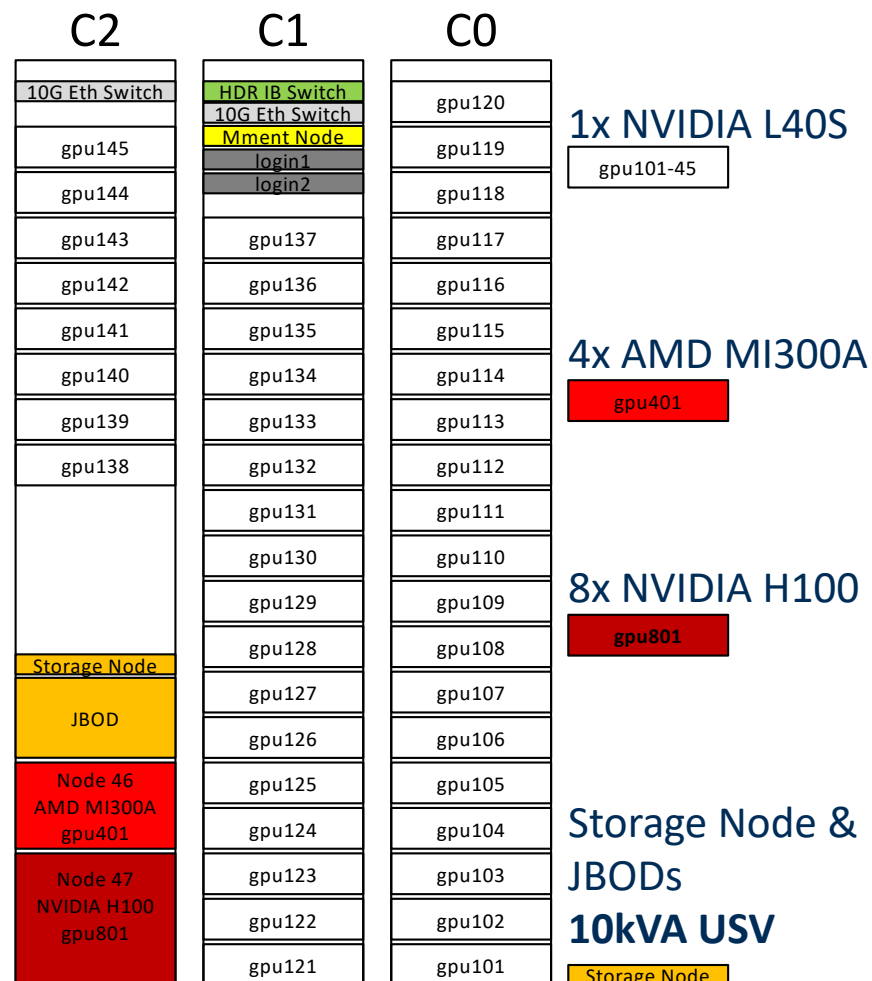 C2
10G Eth Switch
gpu145
gpu144
gpu143
gpu142
gpu141
gpu140
gpu139
gpu138
Storage Node
JBOD
Node 46
AMD MI300A
gpu401
Node 47
NVIDIA H100
gpu801
C1
HDR IB Switch
10G Eth Switch
Mment Node
login1
login2
gpu137
gpu136
gpu135
gpu134
gpu133
gpu132
gpu131
gpu130
gpu129
gpu128
gpu127
gpu126
gpu125
gpu124
gpu123
gpu122
gpu121
C0
gpu120
gpu119
gpu118
gpu117
gpu116
gpu115
gpu114
gpu113
gpu112
gpu111
gpu110
gpu109
gpu108
gpu107
gpu106
gpu105
gpu104
gpu103
gpu102
gpu101
1x NVIDIA L40S
gpu101-45
4x AMD MI300A
gpu401
8x NVIDIA H100
gpu801
Storage Node &
JBODs
10kVA USV
Storage Node